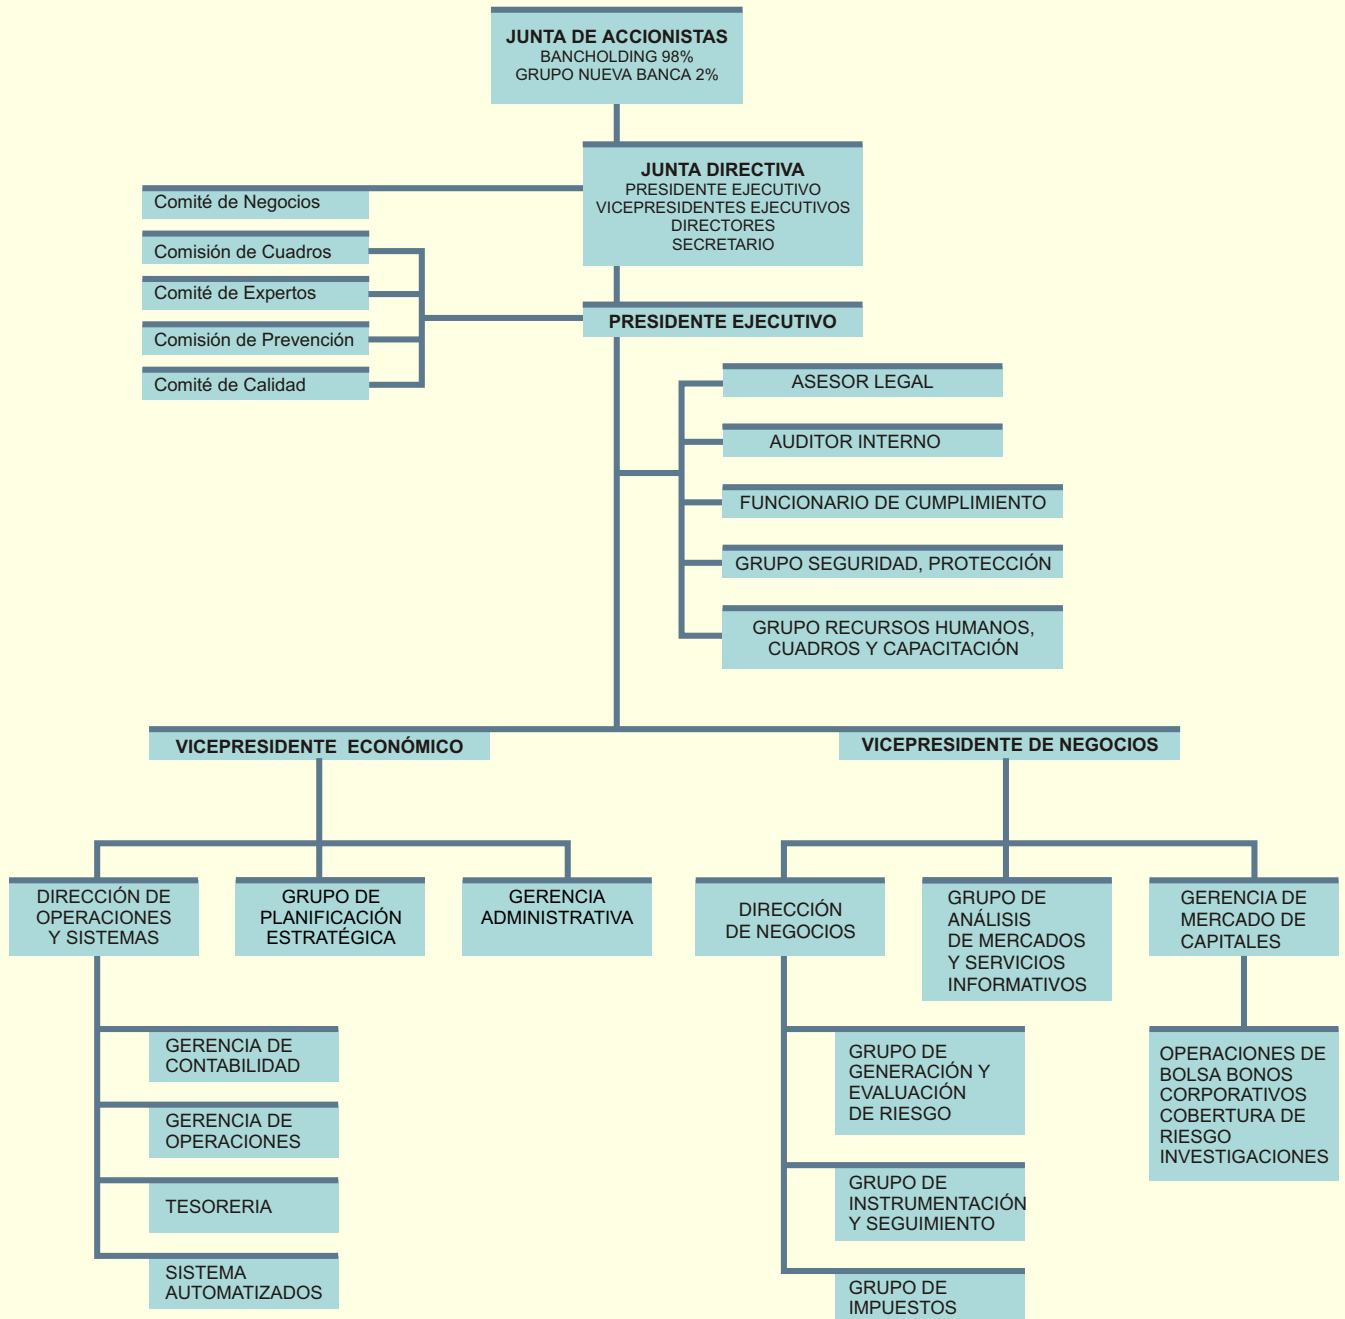 JUNTA DE ACCIONISTAS
BANCHOLDING 98%
GRUPO NUEVA BANCA 2%
JUNTA DIRECTIVA
PRESIDENTE EJECUTIVO
VICEPRESIDENTES EJECUTIVOS
DIRECTORES
SECRETARIO
Comité de Negocios
Comisión de Cuadros
Comité de Expertos
Comisión de Prevención
Comité de Calidad
PRESIDENTE EJECUTIVO
ASESOR LEGAL
AUDITOR INTERNO
FUNCIONARIO DE CUMPLIMIENTO
GRUPO SEGURIDAD, PROTECCIÓN
GRUPO RECURSOS HUMANOS,
CUADROS Y CAPACITACIÓN
VICEPRESIDENTE ECONÓMICO
VICEPRESIDENTE DE NEGOCIOS
DIRECCIÓN DE
OPERACIONES
Y SISTEMAS
GRUPO DE
PLANIFICACIÓN
ESTRATÉGICA
GERENCIA
ADMINISTRATIVA
DIRECCIÓN
DE NEGOCIOS
GRUPO DE
ANÁLISIS
DE MERCADOS
Y SERVICIOS
INFORMATIVOS
GERENCIA DE
MERCADO DE
CAPITALES
GERENCIA DE
CONTABILIDAD
GERENCIA DE
OPERACIONES
TESORERIA
SISTEMA
AUTOMATIZADOS
GRUPO DE
GENERACIÓN Y
EVALUACIÓN
DE RIESGO
GRUPO DE
INSTRUMENTACIÓN
Y SEGUIMIENTO
GRUPO DE
IMPUESTOS
OPERACIONES DE
BOLSA BONOS
CORPORATIVOS
COBERTURA DE
RIESGO
INVESTIGACIONES